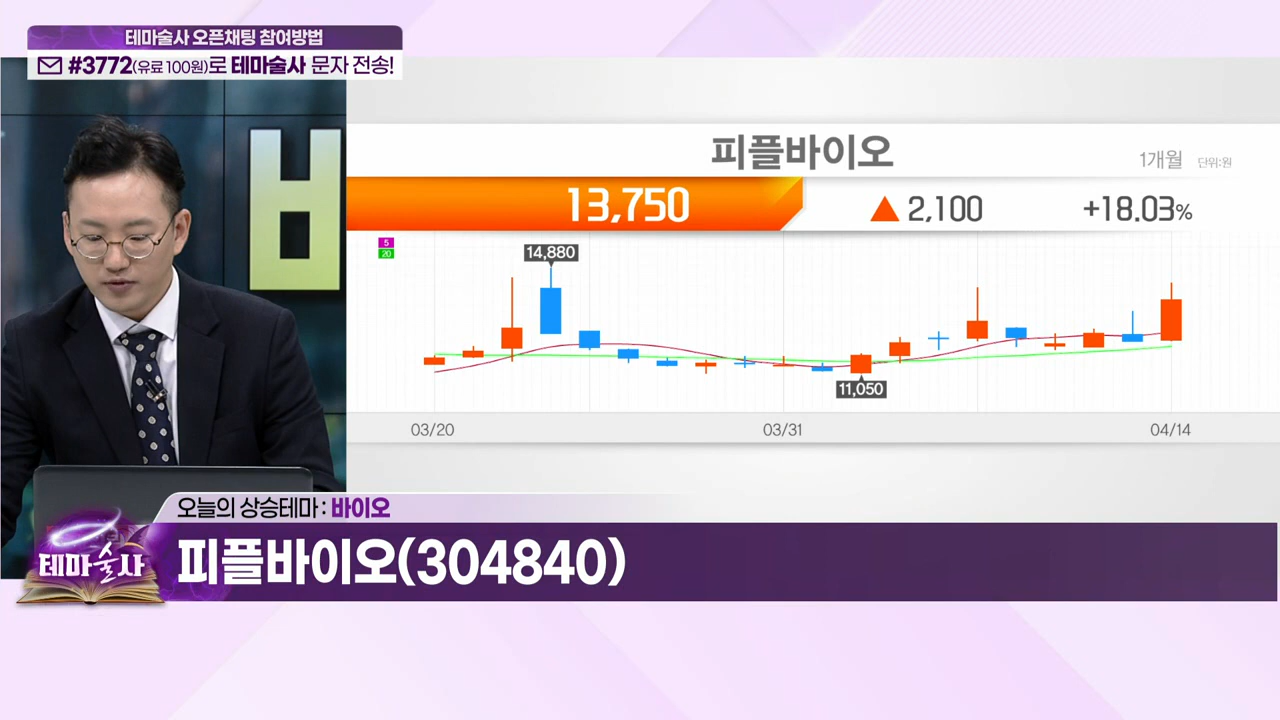 테마술사 오픈채팅 참여방법
#3772(유료 100원)로 테마술사 문자 전송!
비
피플바이오
1개월 단위:원
13,750 ▲ 2,100 +18.03%
5
20
14,880
11,050
03/20 03/31 04/14
오늘의 상승테마 : 바이오
테마술사
피플바이오(304840)